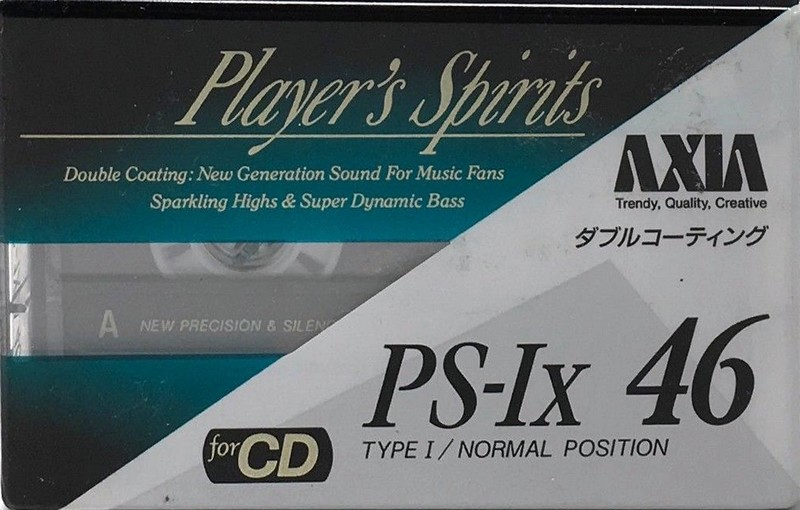 Player's Spirits
Double Coating: New Generation Sound For Music Fans
Sparkling Highs & Super Dynamic Bass
AXIA
Trendy, Quality, Creative
ダブルコーティング
A NEW PRECISION &
PS-Ix 46
for CD
TYPE I / NORMAL POSITION